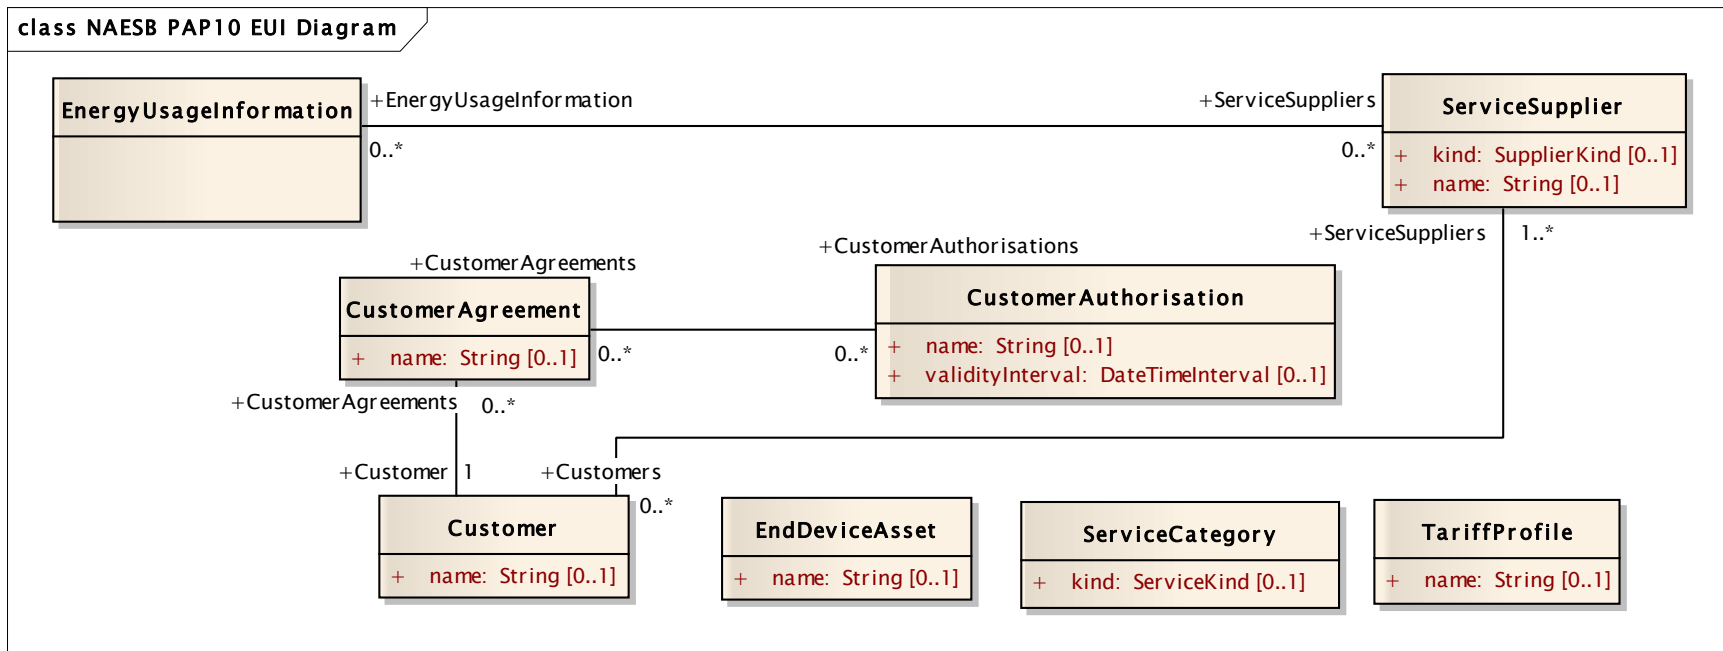 class NAESB PAP10 EUI Diagram
EnergyUsageInformation
+EnergyUsageInformation
0..*
+ServiceSuppliers
0..*
ServiceSupplier
+ kind: SupplierKind [0..1]
+ name: String [0..1]
+ServiceSuppliers
1..*
+CustomerAgreements
CustomerAgreement
+ name: String [0..1]
0..*
+CustomerAuthorisations
0..*
CustomerAuthorisation
+ name: String [0..1]
+ validityInterval: DateTimeInterval [0..1]
+CustomerAgreements
0..*
+Customer
1
+Customers
0..*
Customer
+ name: String [0..1]
EndDeviceAsset
+ name: String [0..1]
ServiceCategory
+ kind: ServiceKind [0..1]
TariffProfile
+ name: String [0..1]